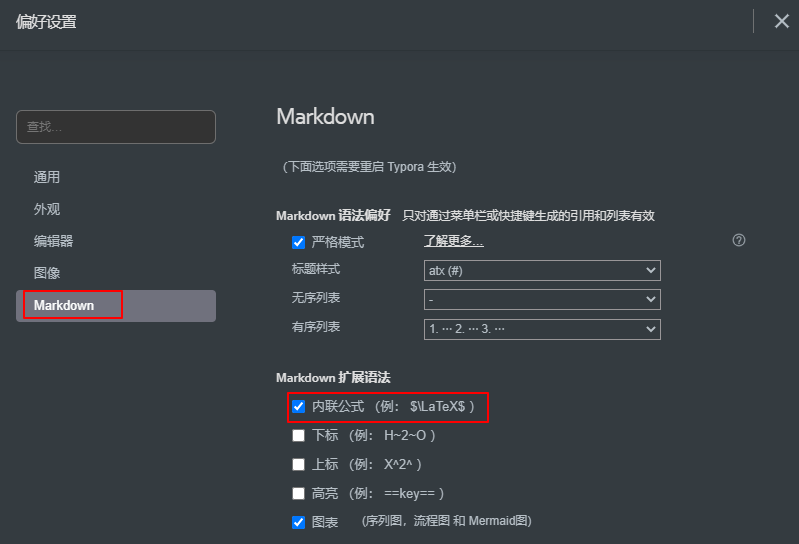 偏好设置
查找...
通用
外观
编辑器
图像
Markdown
Markdown
(下面选项需要重启 Typora 生效)
Markdown 语法偏好 只对通过菜单栏或快捷键生成的引用和列表有效
严格模式 了解更多...
标题样式 atx (#)
无序列表 -
有序列表 1. ··· 2. ··· 3. ···
Markdown 扩展语法
内联公式 (例: $\LaTeX$ )
下标 (例: H~2~O )
上标 (例: X^2^ )
高亮 (例: ==key== )
图表 (序列图, 流程图 和 Mermaid图)